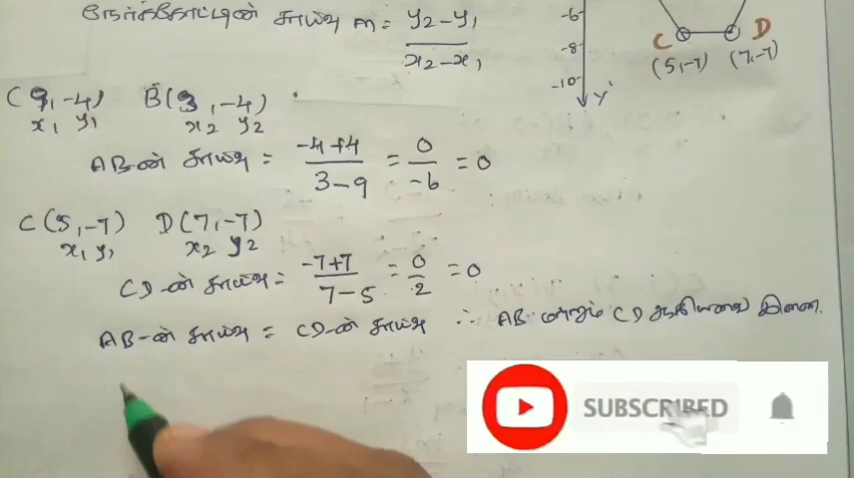 நேர்க்கோட்டின் சாய்வு m = y2 - y1 / x2 - x1
-6
-8
-10
Y'
C D
(5,-7) (7,-7)
(9,-4) B(3,-4)
x1 y1 x2 y2
AB-ன் சாய்வு = -4+4 / 3-9 = 0 / -6 = 0
C(5,-7) D(7,-7)
x1 y1 x2 y2
CD-ன் சாய்வு = -7+7 / 7-5 = 0 / 2 = 0
AB-ன் சாய்வு = CD-ன் சாய்வு ∴ AB மற்றும் CD ஆகியவை இணை.
SUBSCRIBED